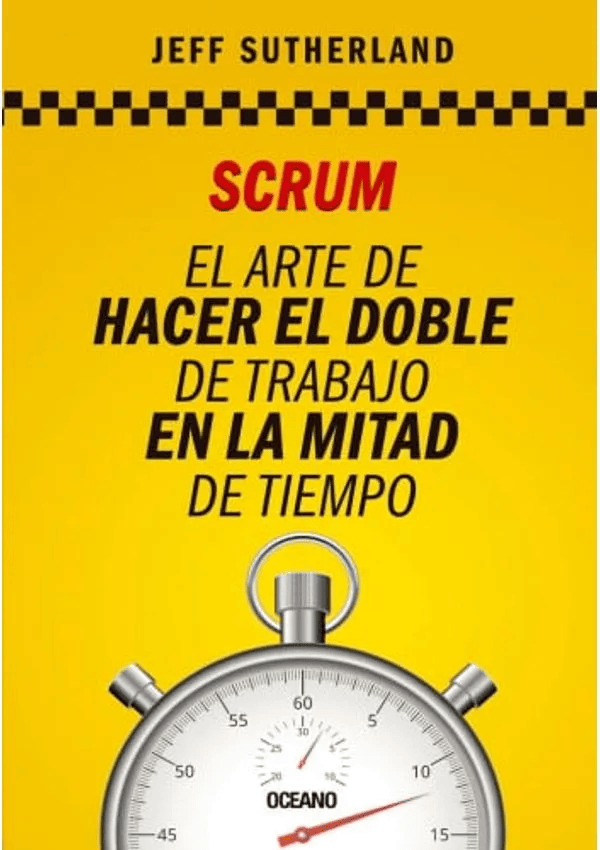 JEFF SUTHERLAND
SCRUM
EL ARTE DE
HACER EL DOBLE
DE TRABAJO
EN LA MITAD
DE TIEMPO
60
55
5
30
25
5
50
10
20
10
OCEANO
45
15